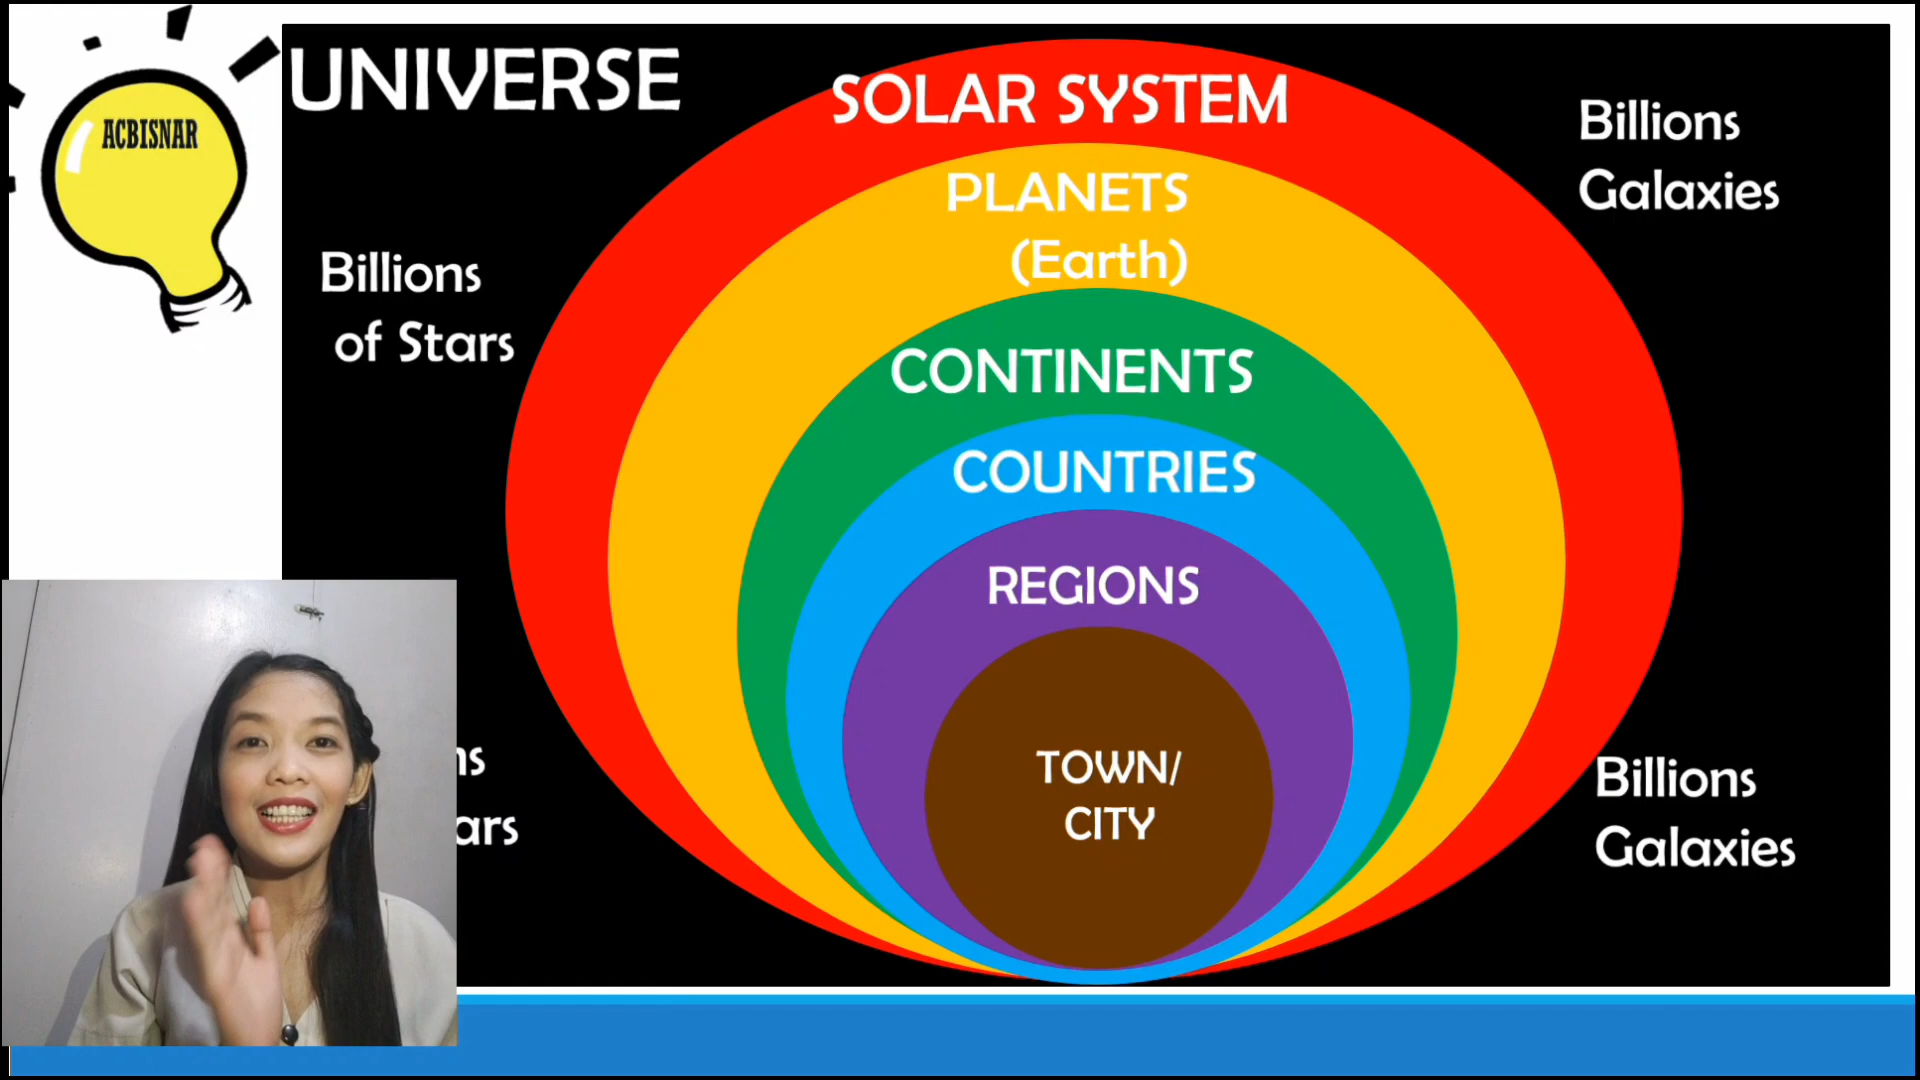 ACBISNAR
UNIVERSE
SOLAR SYSTEM
Billions
Galaxies
PLANETS
(Earth)
Billions
of Stars
CONTINENTS
COUNTRIES
REGIONS
TOWN/
CITY
Billions
Galaxies